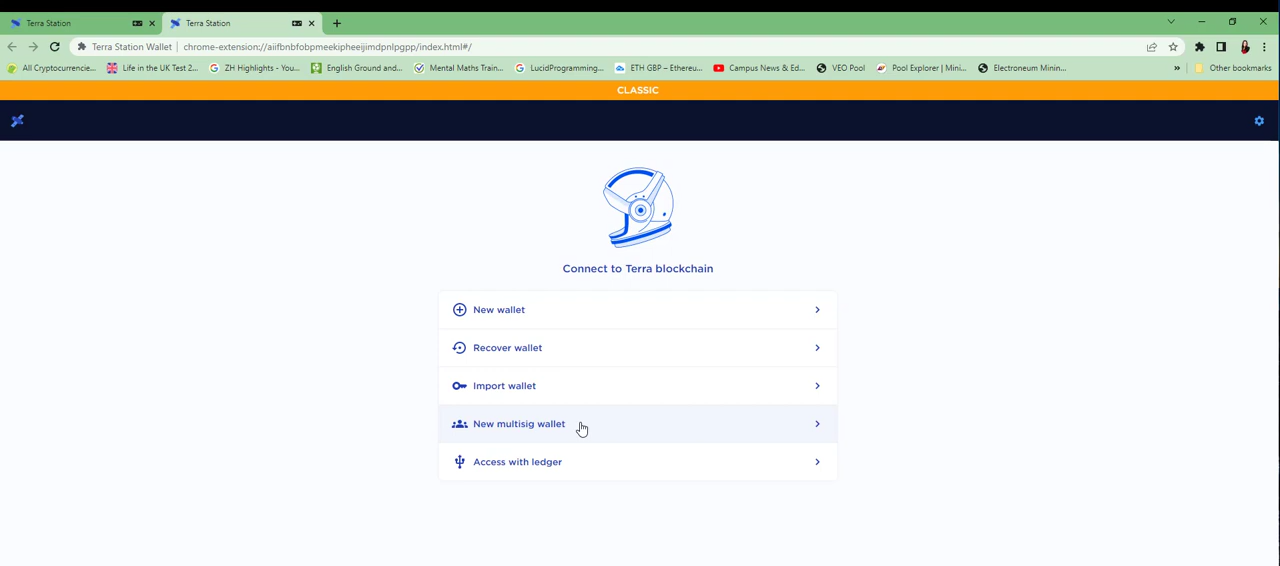 Terra Station
Terra Station
Terra Station Wallet chrome-extension://aiifbnbfobpmeekipheeijimdpnlpgpp/index.html#/
All Cryptocurrencie... Life in the UK Test 2... ZH Highlights - You... English Ground and... Mental Maths Train... LucidProgramming... ETH GBP – Ethereu... Campus News & Ed... VEO Pool Pool Explorer | Mini... Electroneum Minin... » Other bookmarks
CLASSIC
Connect to Terra blockchain
New wallet
Recover wallet
Import wallet
New multisig wallet
Access with ledger